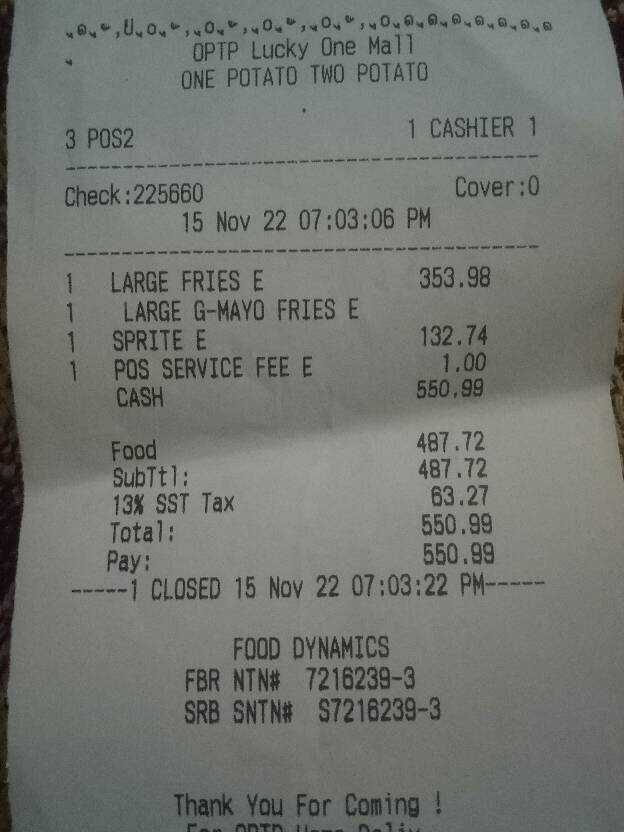 OPTP Lucky One Mall
ONE POTATO TWO POTATO
3 POS2 1 CASHIER 1
Check:225660 Cover:0
15 Nov 22 07:03:06 PM
1 LARGE FRIES E 353.98
1 LARGE G-MAYO FRIES E
1 SPRITE E 132.74
1 POS SERVICE FEE E 1.00
CASH 550.99
Food 487.72
SubTtl: 487.72
13% SST Tax 63.27
Total: 550.99
Pay: 550.99
-----1 CLOSED 15 Nov 22 07:03:22 PM-----
FOOD DYNAMICS
FBR NTN# 7216239-3
SRB SNTN# S7216239-3
Thank You For Coming !
For OPTP Home Deliv